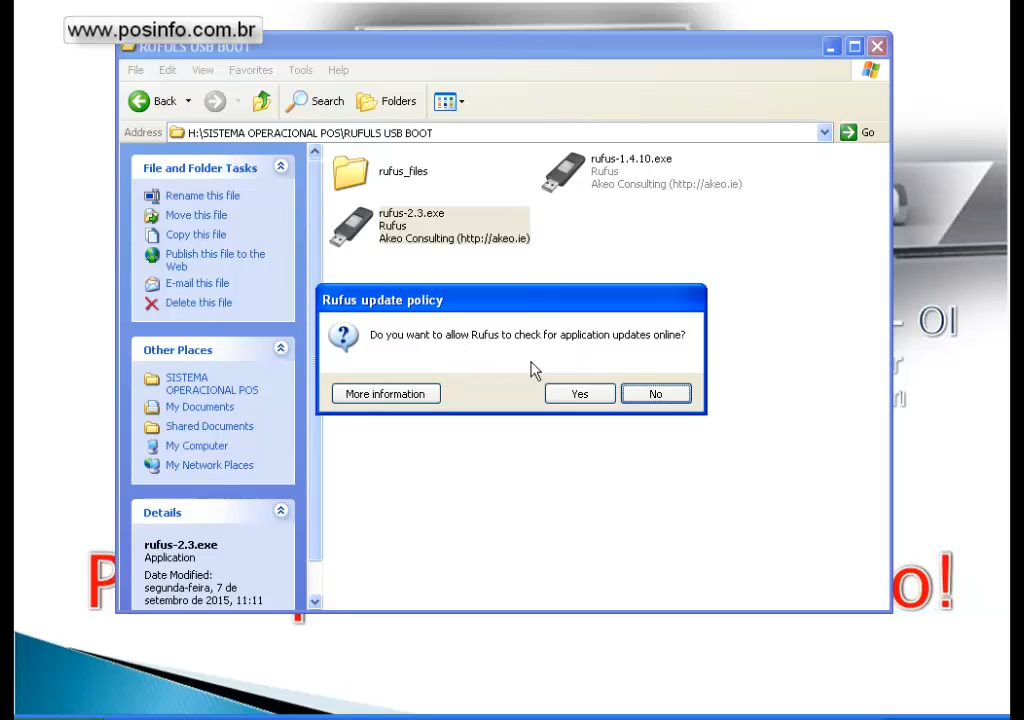 www.posinfo.com.br
RUFULS USB BOOT
File Edit View Favorites Tools Help
Back Search Folders
Address H:\SISTEMA OPERACIONAL POS\RUFULS USB BOOT Go
File and Folder Tasks
Rename this file
Move this file
Copy this file
Publish this file to the
Web
E-mail this file
Delete this file
Other Places
SISTEMA
OPERACIONAL POS
My Documents
Shared Documents
My Computer
My Network Places
Details
rufus-2.3.exe
Application
Date Modified:
segunda-feira, 7 de
setembro de 2015, 11:11
rufus_files
rufus-1.4.10.exe
Rufus
Akeo Consulting (http://akeo.ie)
rufus-2.3.exe
Rufus
Akeo Consulting (http://akeo.ie)
Rufus update policy
Do you want to allow Rufus to check for application updates online?
More information Yes No
- OI